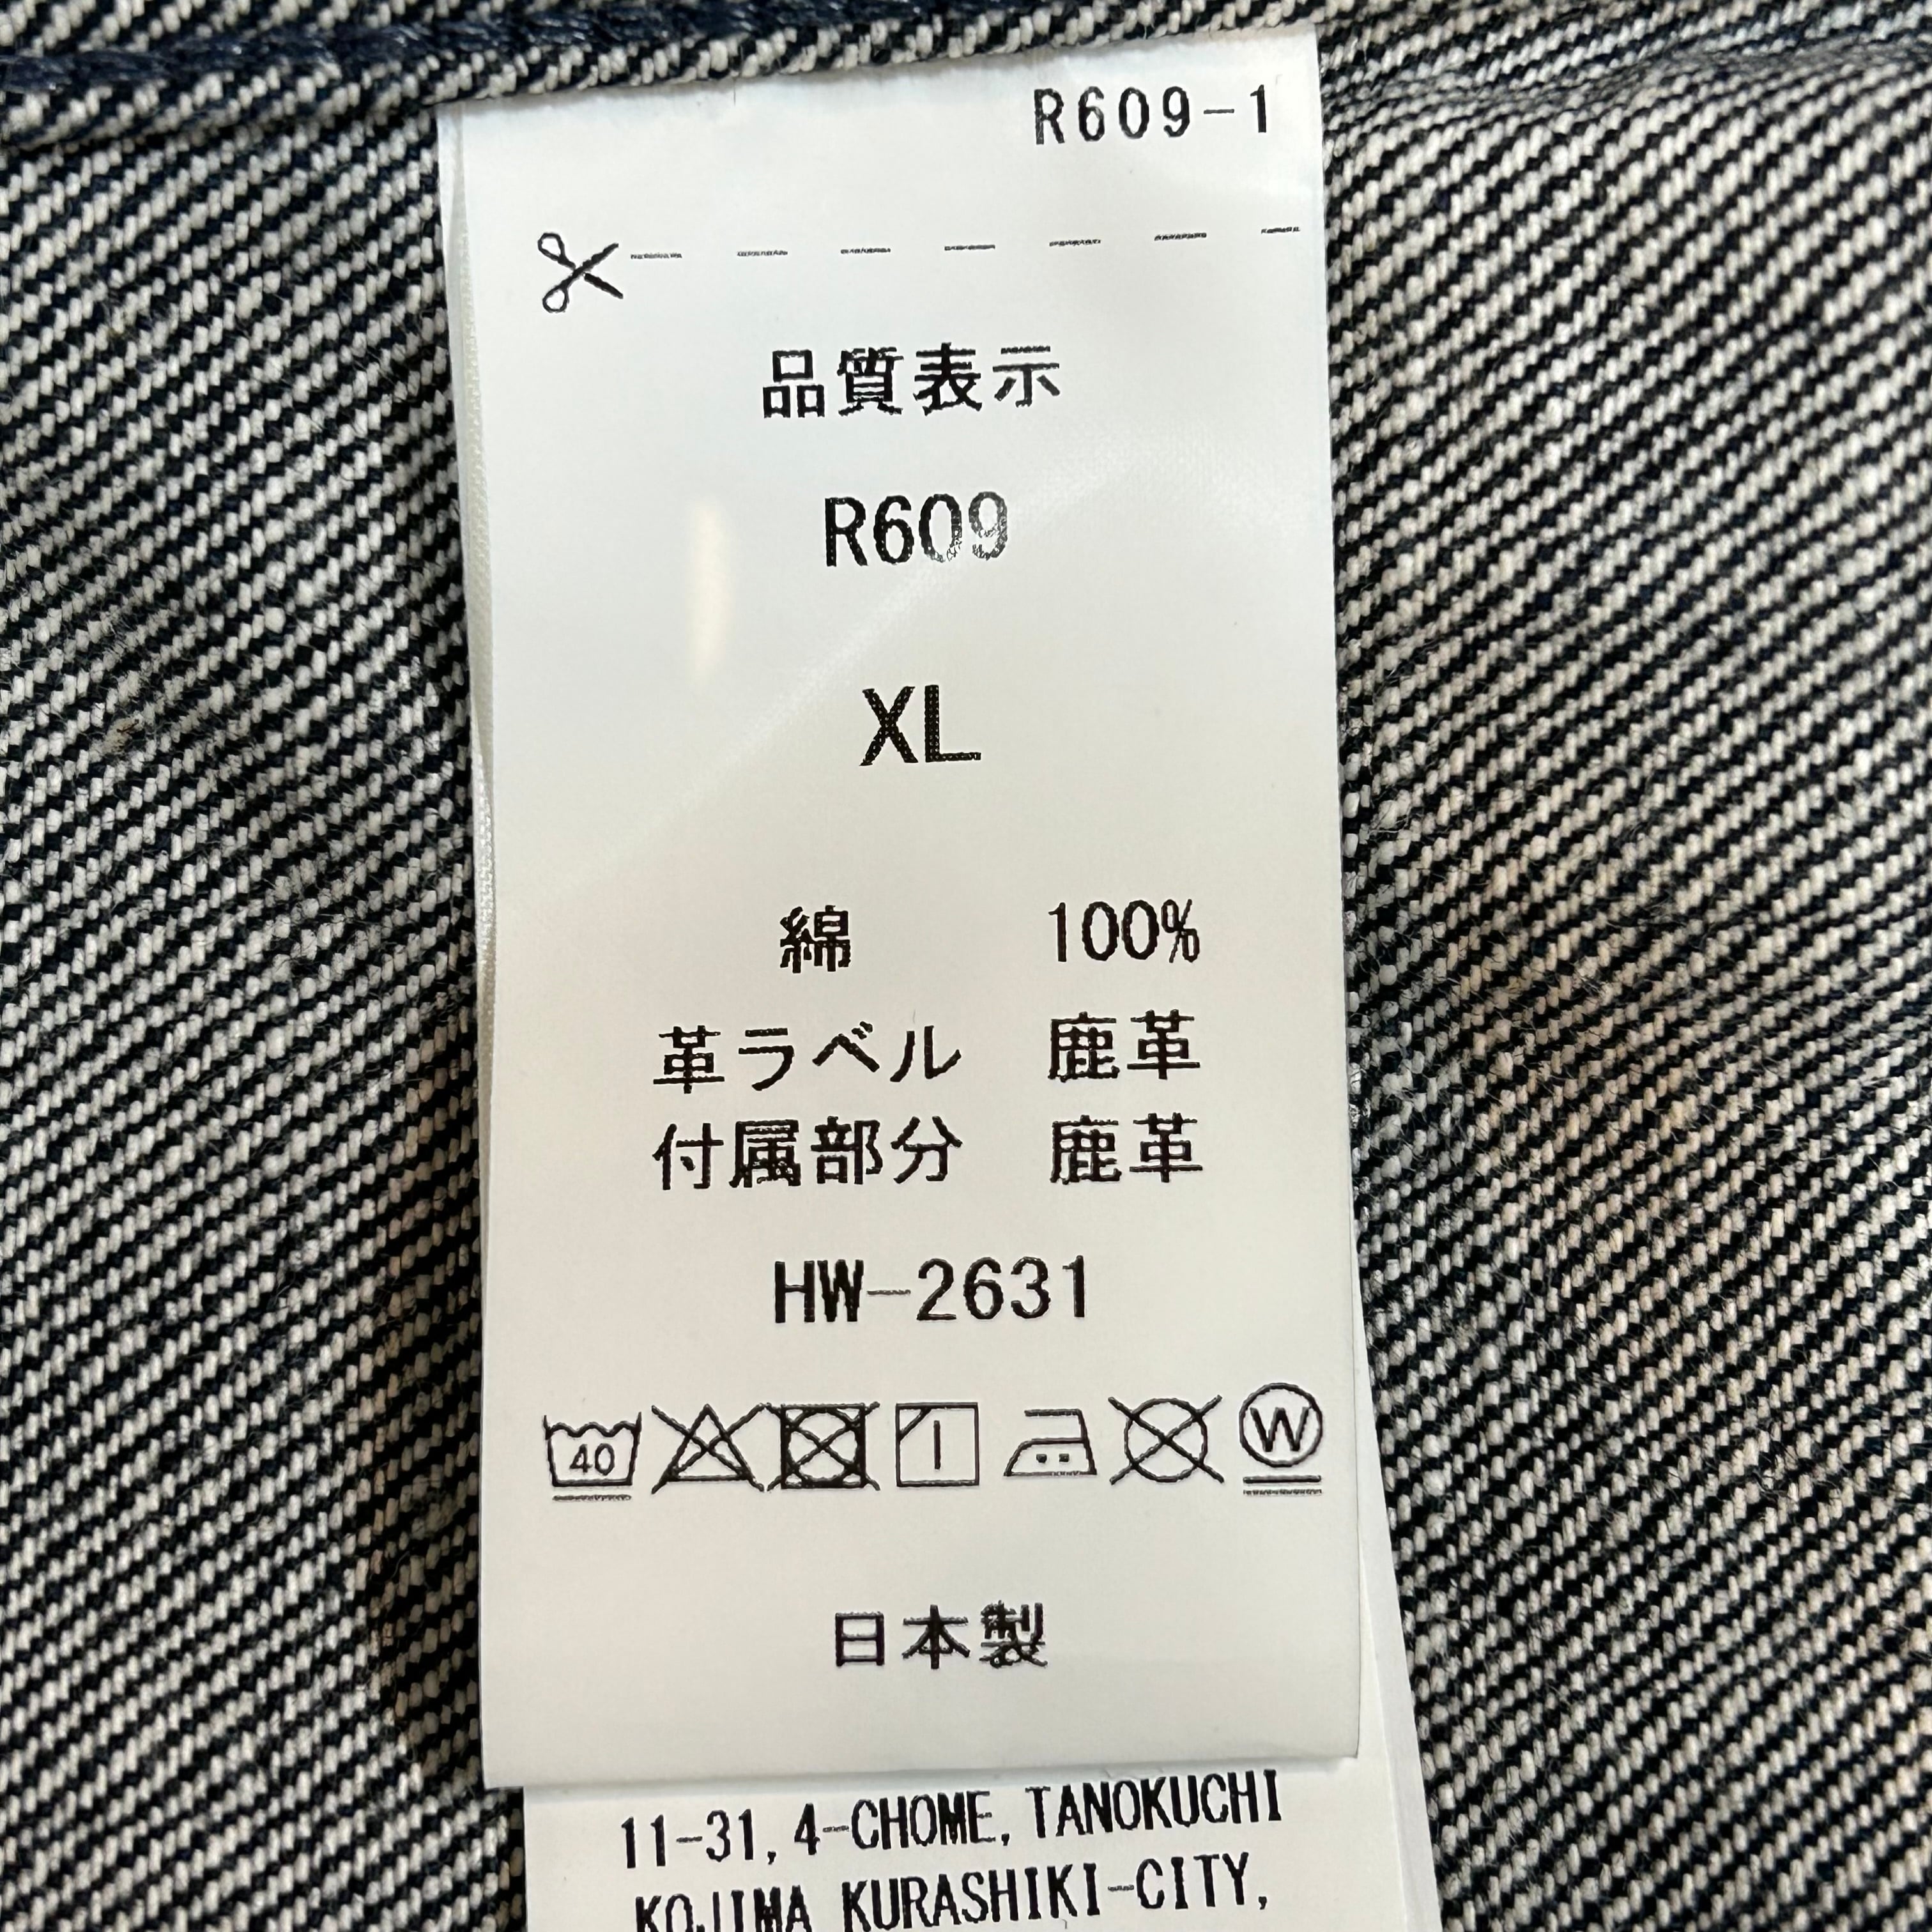 R609-1
品質表示
R609
XL
綿 100%
革ラベル 鹿革
付属部分 鹿革
HW-2631
40
W
日本製
11-31, 4-CHOME, TANOKUCHI
KOJIMA KURASHIKI-CITY,